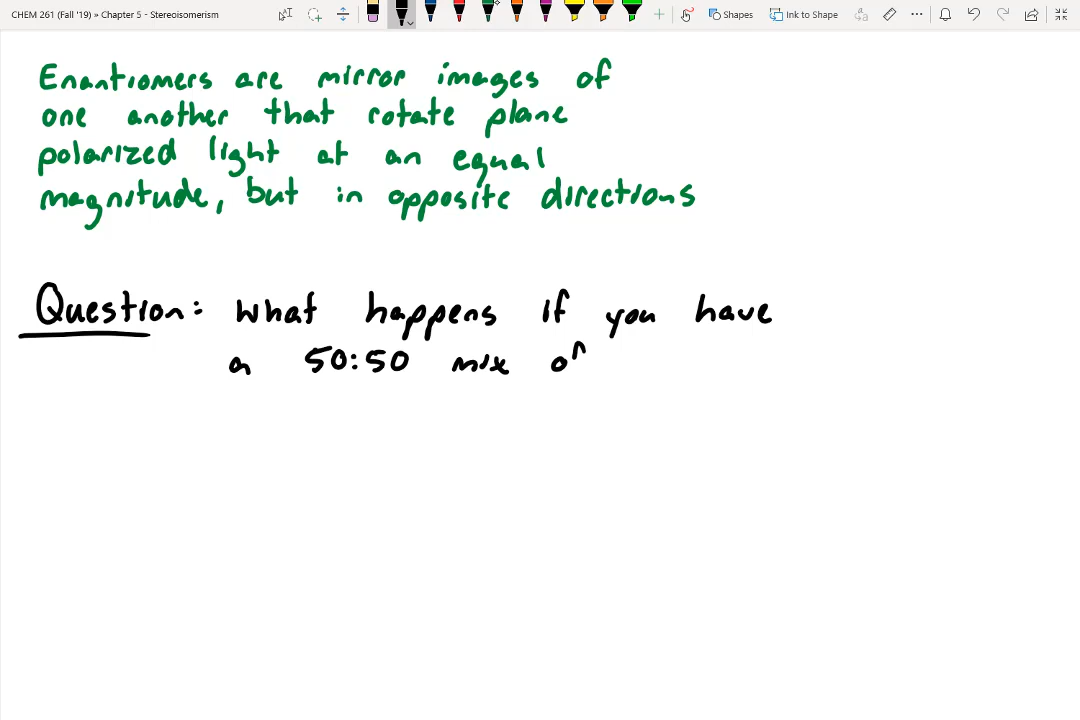 CHEM 261 (Fall '19) » Chapter 5 - Stereoisomerism
Shapes
Ink to Shape
Enantiomers are mirror images of
one another that rotate plane
polarized light at an equal
magnitude, but in opposite directions
Question: What happens if you have
a 50:50 mix